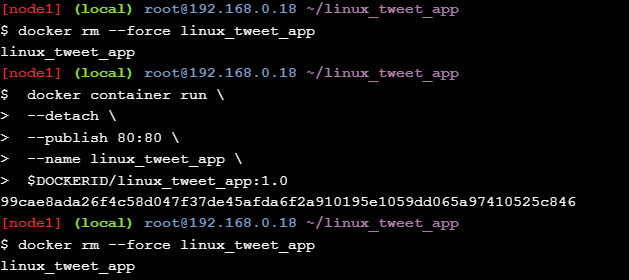 [node1] (local) root@192.168.0.18 ~/linux_tweet_app
$ docker rm --force linux_tweet_app
linux_tweet_app
[node1] (local) root@192.168.0.18 ~/linux_tweet_app
$  docker container run \
>  --detach \
>  --publish 80:80 \
>  --name linux_tweet_app \
>  $DOCKERID/linux_tweet_app:1.0
99cae8ada26f4c58d047f37de45afda6f2a910195e1059dd065a97410525c846
[node1] (local) root@192.168.0.18 ~/linux_tweet_app
$ docker rm --force linux_tweet_app
linux_tweet_app